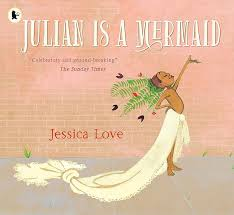 JULIAN IS A MERMAID
"Celebratory and ground-breaking"
The Sunday Times
Jessica Love